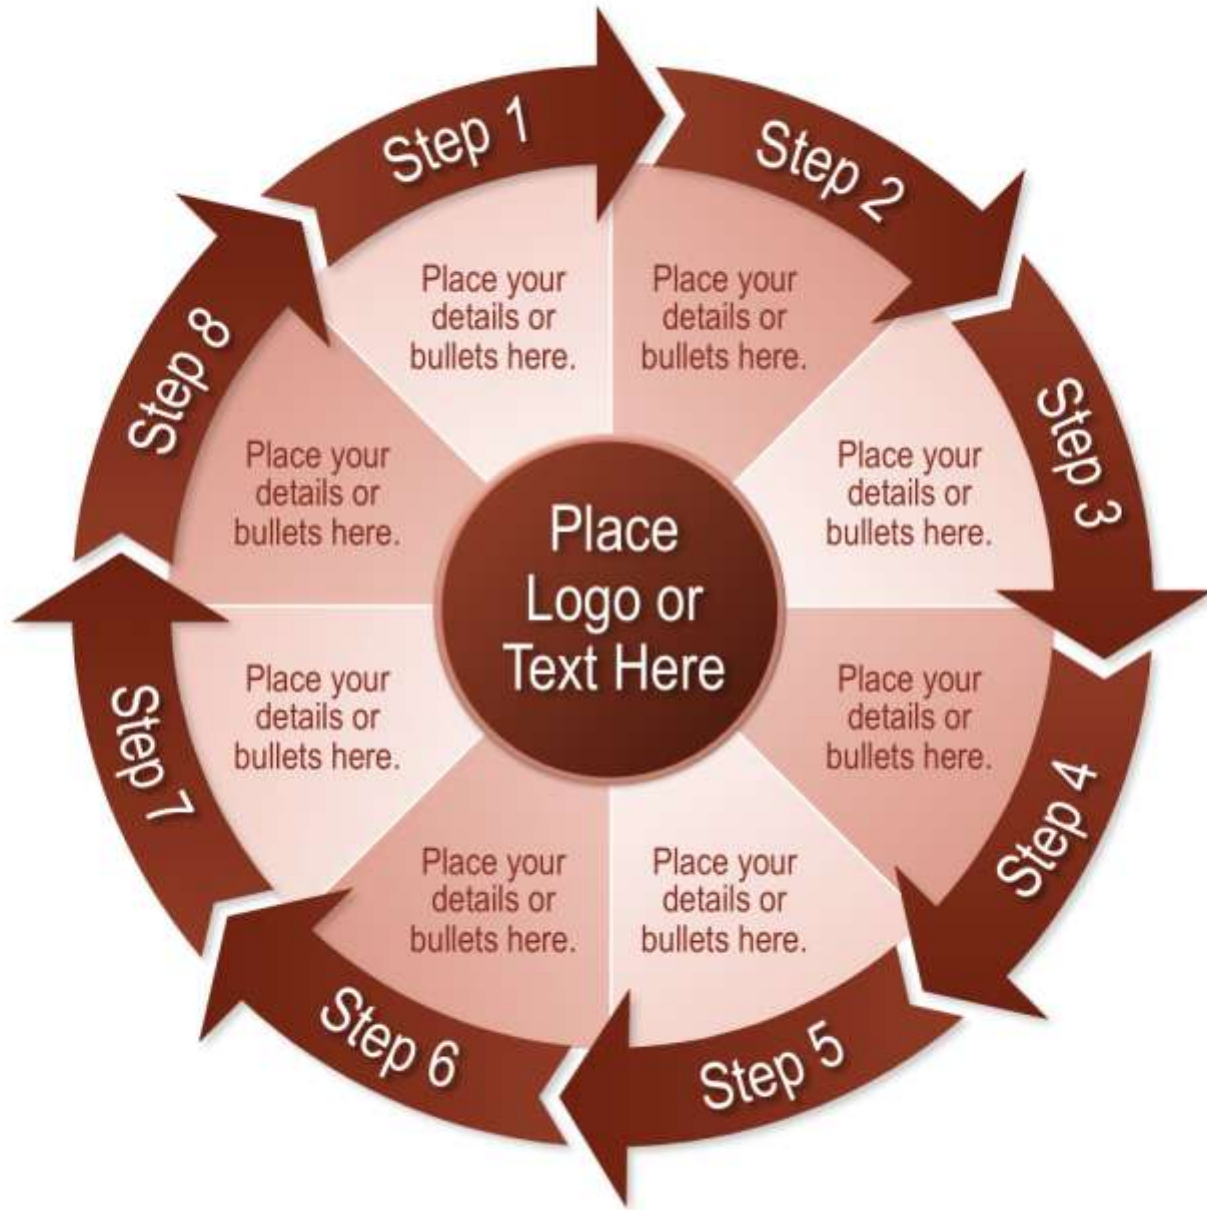 Step 1
Place your
details or
bullets here.
Step 2
Place your
details or
bullets here.
Step 3
Place your
details or
bullets here.
Step 4
Place your
details or
bullets here.
Step 5
Place your
details or
bullets here.
Step 6
Place your
details or
bullets here.
Step 7
Place your
details or
bullets here.
Step 8
Place your
details or
bullets here.
Place
Logo or
Text Here